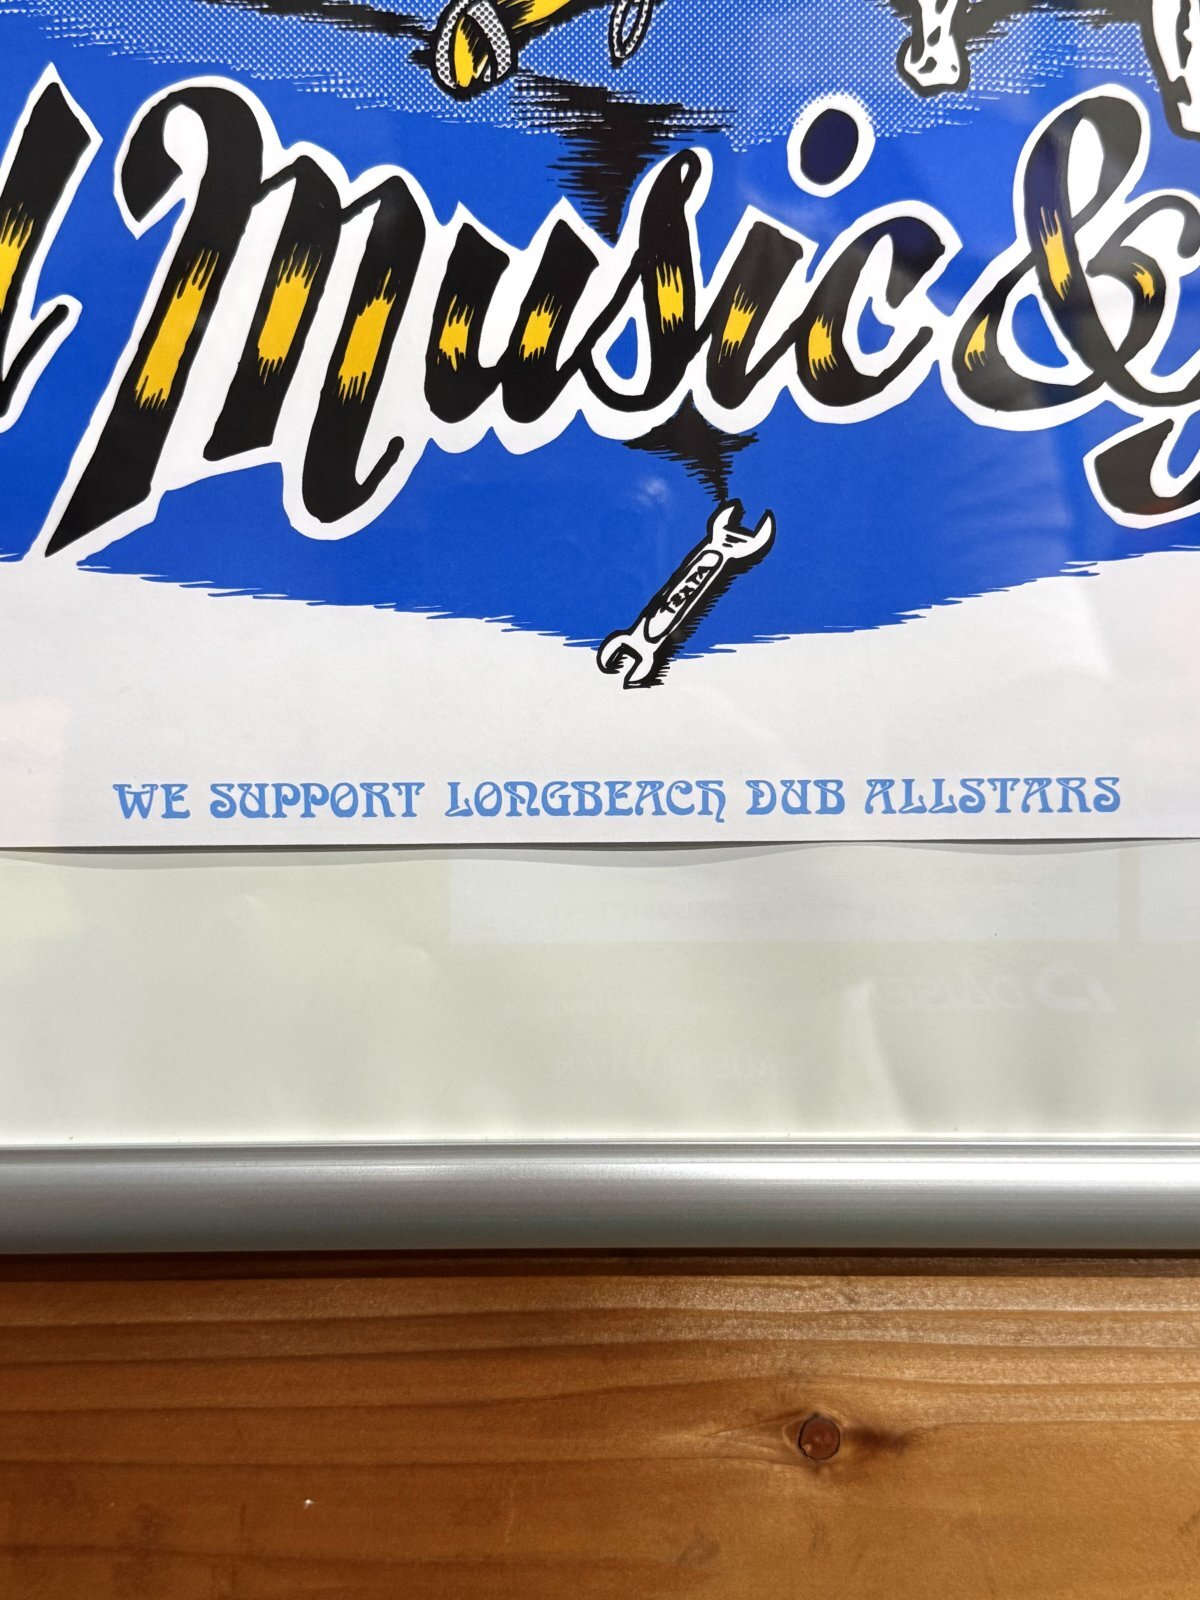 Music &
WE SUPPORT LONGBEACH DUB ALLSTARS